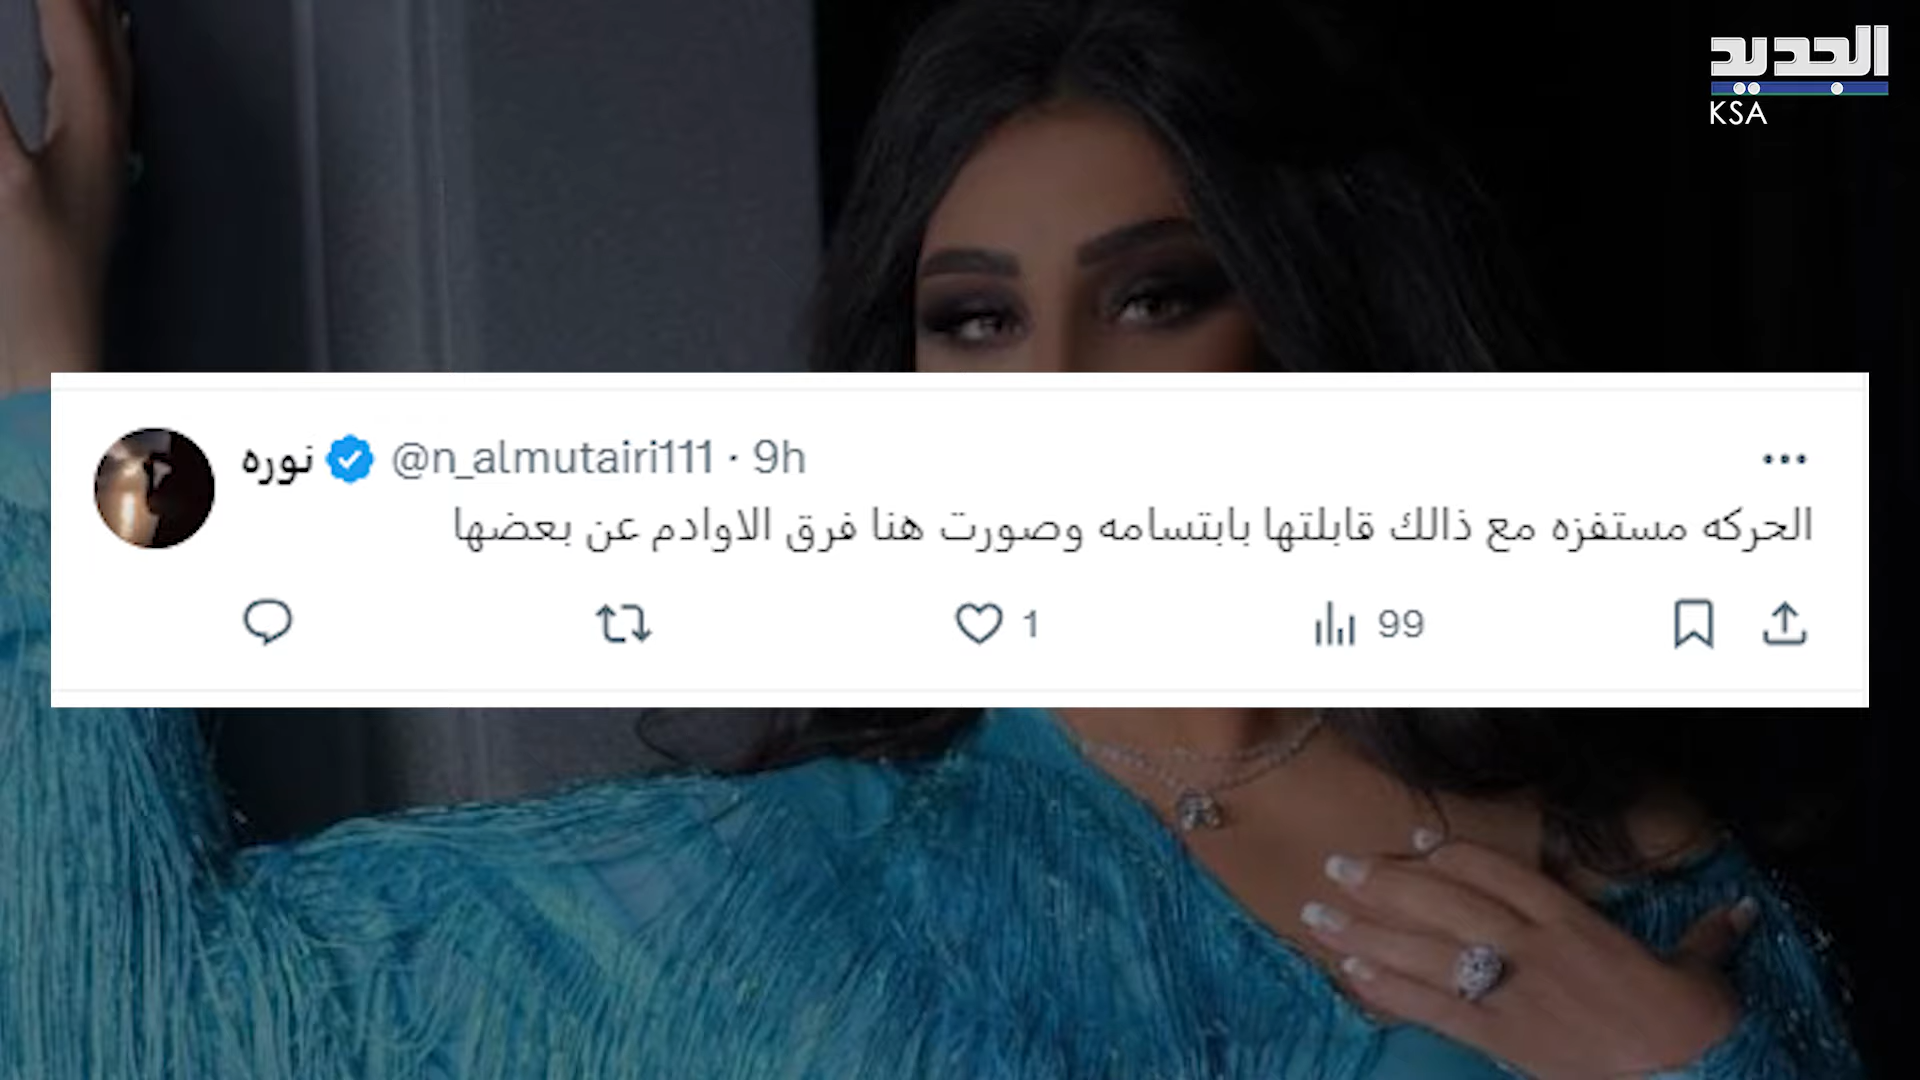 الجديد
KSA
نوره @n_almutairi111 · 9h
الحركه مستفزه مع ذالك قابلتها بابتسامه وصورت هنا فرق الاوادم عن بعضها
1 99